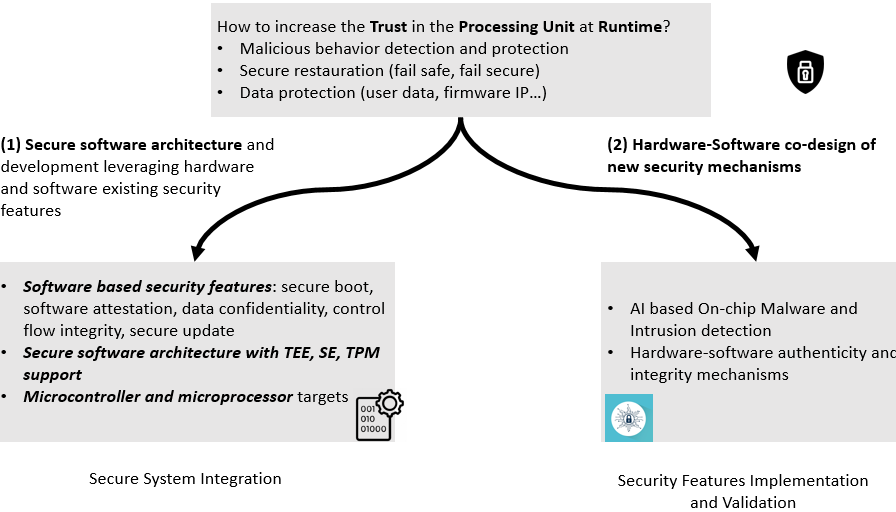 How to increase the Trust in the Processing Unit at Runtime?
• Malicious behavior detection and protection
• Secure restauration (fail safe, fail secure)
• Data protection (user data, firmware IP…)
(1) Secure software architecture and
development leveraging hardware
and software existing security
features
(2) Hardware-Software co-design of
new security mechanisms
• Software based security features: secure boot,
software attestation, data confidentiality, control
flow integrity, secure update
• Secure software architecture with TEE, SE, TPM
support
• Microcontroller and microprocessor targets
001
010
01000
• AI based On-chip Malware and
Intrusion detection
• Hardware-software authenticity and
integrity mechanisms
Secure System Integration
Security Features Implementation
and Validation